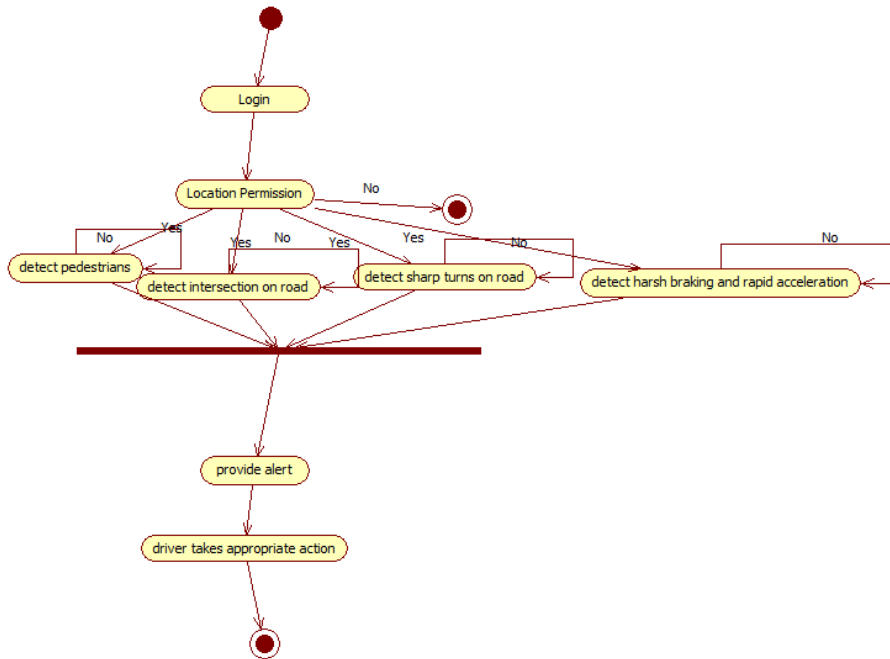 Login
Location Permission
No
Yes
No
Yes
No
Yes
Yes
No
No
detect pedestrians
detect intersection on road
detect sharp turns on road
detect harsh braking and rapid acceleration
provide alert
driver takes appropriate action